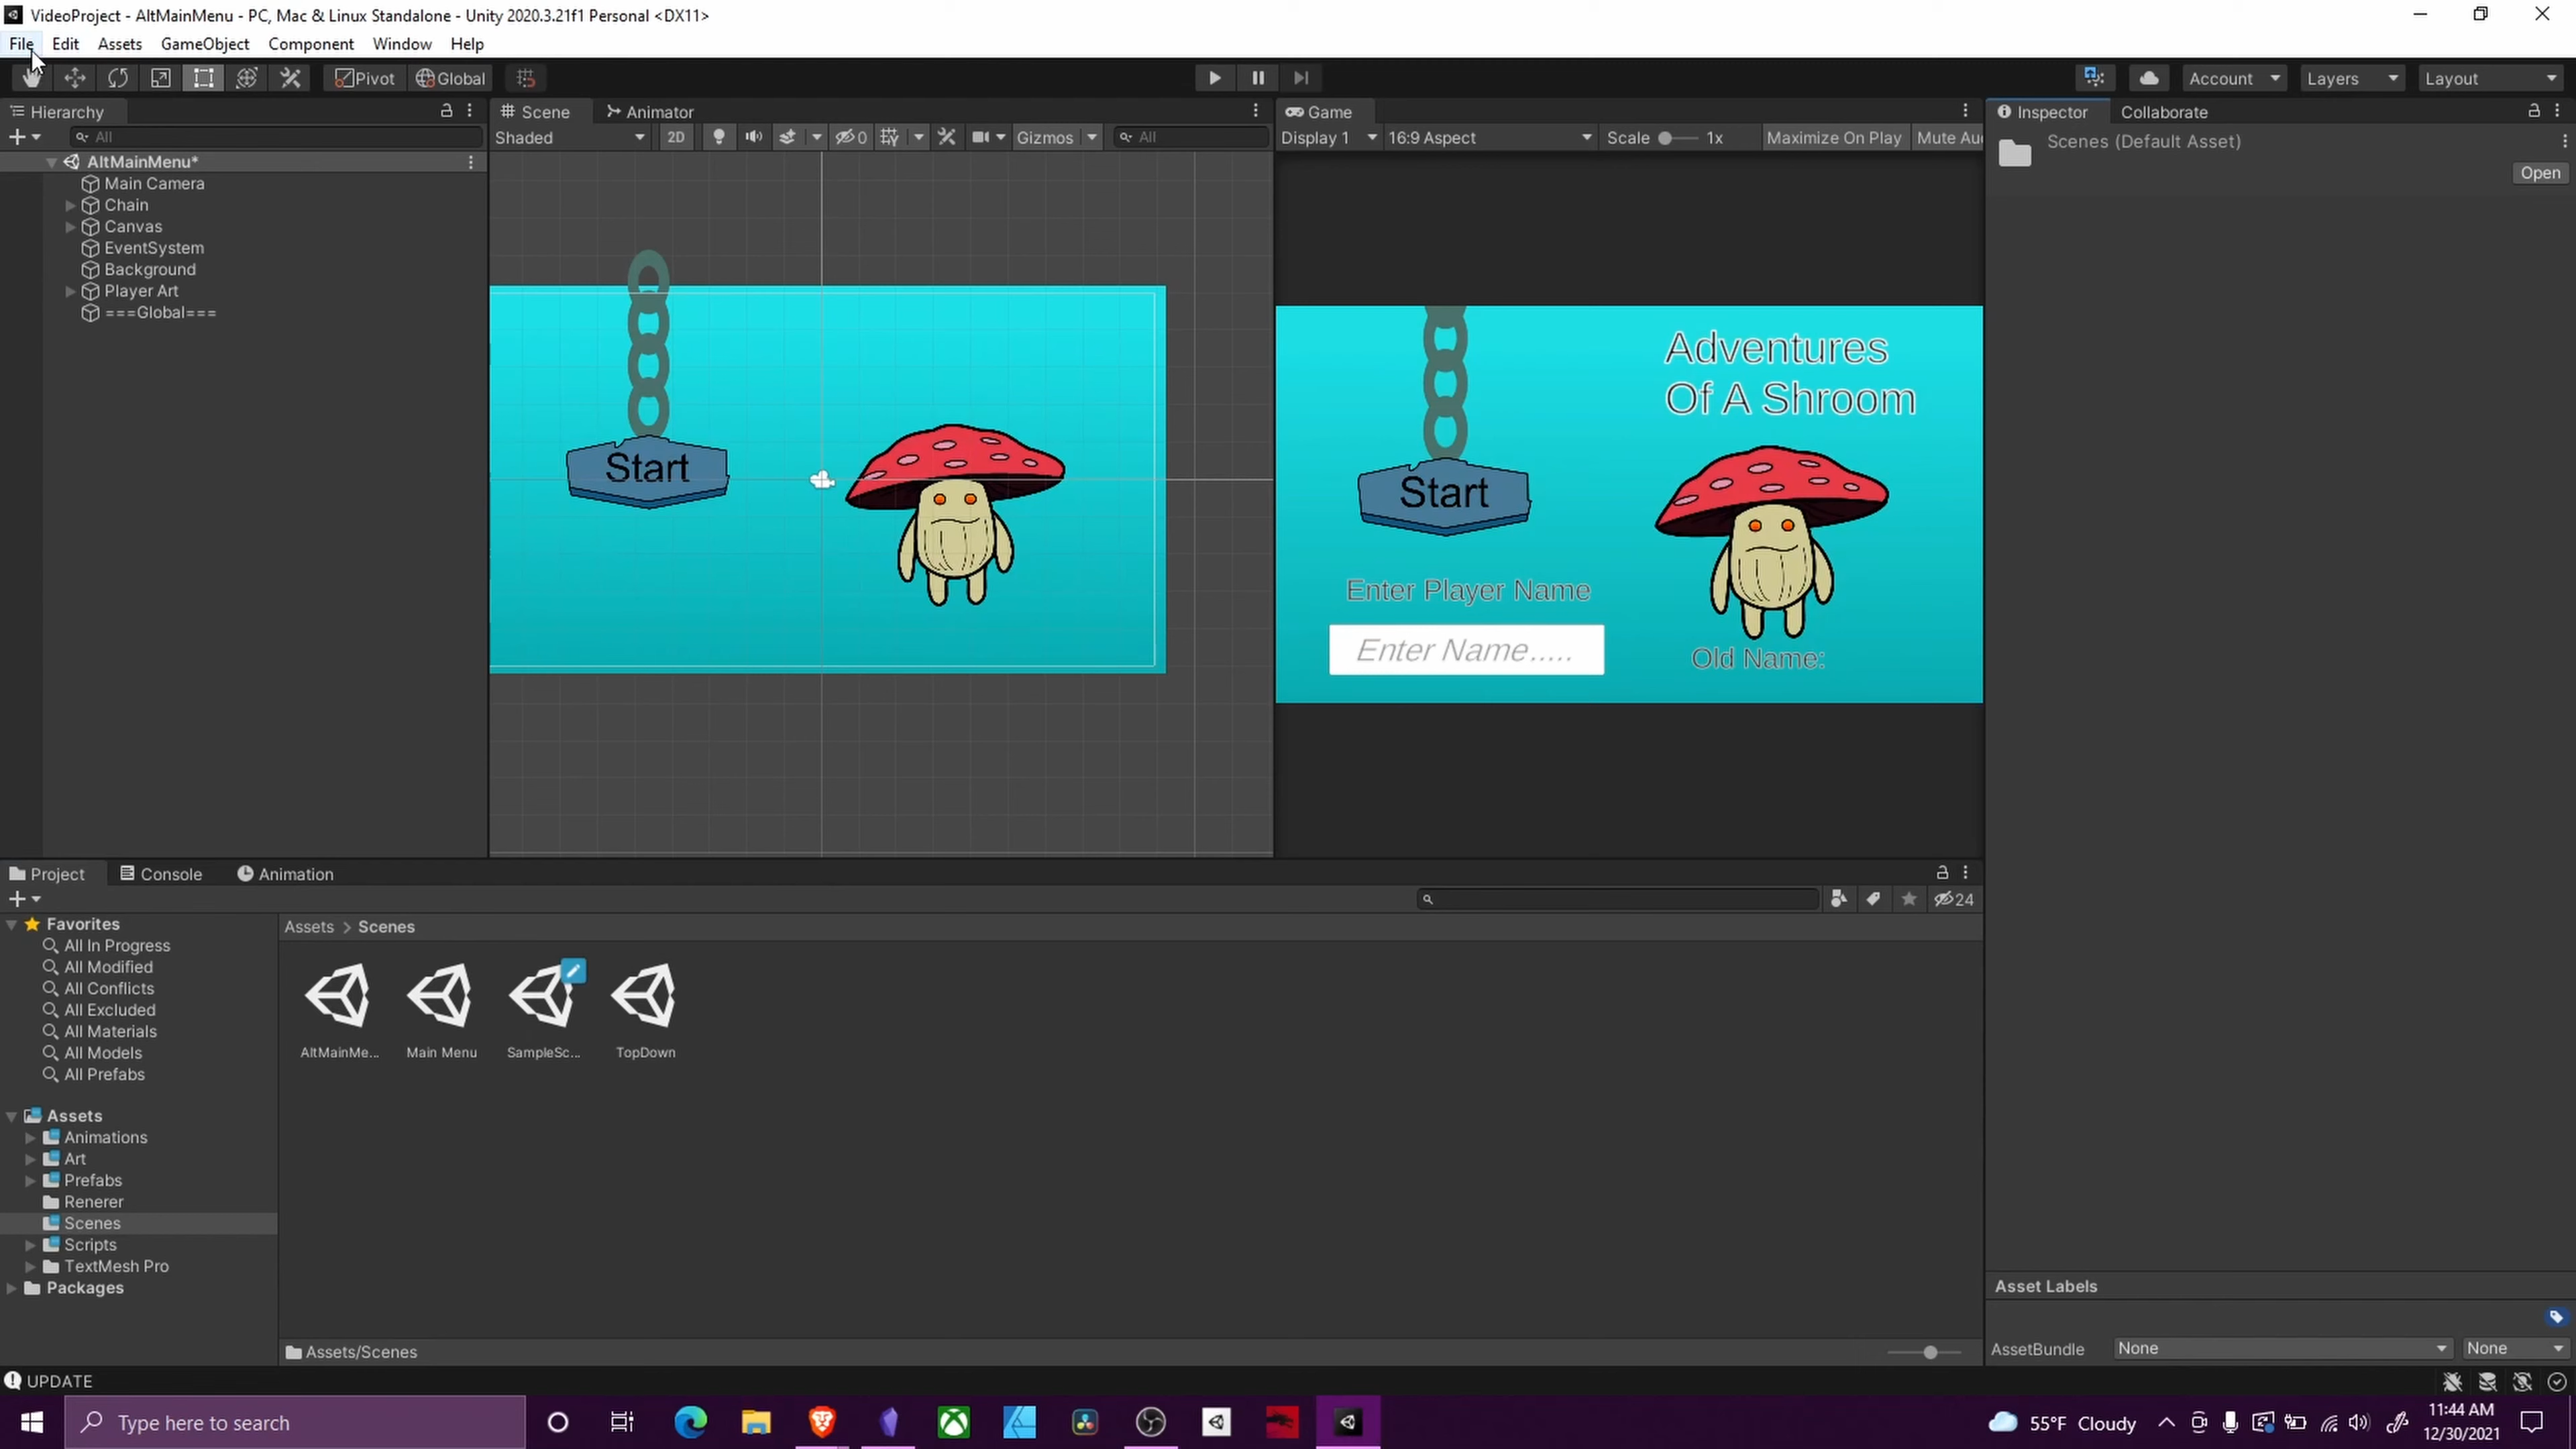 VideoProject - AltMainMenu - PC, Mac & Linux Standalone - Unity 2020.3.21f1 Personal <DX11>
File Edit Assets GameObject Component Window Help
Pivot Global Account Layers Layout
Hierarchy Scene Animator Game Inspector Collaborate
All Shaded 2D 0 Gizmos All Display 1 16:9 Aspect Scale 1x Maximize On Play Mute Au
Scenes (Default Asset)
Open
AltMainMenu*
Main Camera
Chain
Canvas
EventSystem
Background
Player Art
===Global===
Start
Adventures
Of A Shroom
Start
Enter Player Name
Enter Name.....
Old Name:
Project Console Animation
24
Favorites
All In Progress
All Modified
All Conflicts
All Excluded
All Materials
All Models
All Prefabs
Assets
Animations
Art
Prefabs
Renerer
Scenes
Scripts
TextMesh Pro
Packages
Assets > Scenes
AltMainMe... Main Menu SampleSc... TopDown
Assets/Scenes
Asset Labels
AssetBundle None None
UPDATE
Type here to search
55°F Cloudy
11:44 AM
12/30/2021